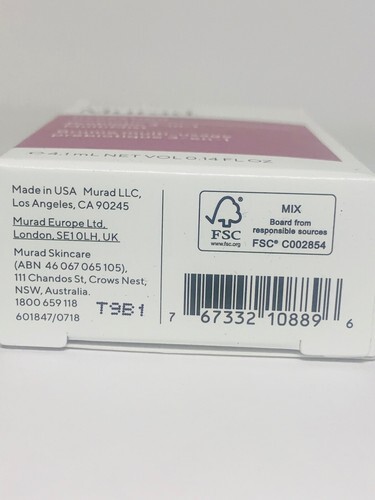 Murad
℮ 4.1 mL NET VOL 0.14 FL OZ
Made in USA Murad LLC,
Los Angeles, CA 90245
Murad Europe Ltd,
London, SE1 0LH, UK
Murad Skincare
(ABN 46 067 065 105),
111 Chandos St, Crows Nest;
NSW, Australia.
1800 659 118
601847/0718
T9B1
FSC
www.fsc.org
MIX
Board from
responsible sources
FSC® C002854
7 67332 10889 6